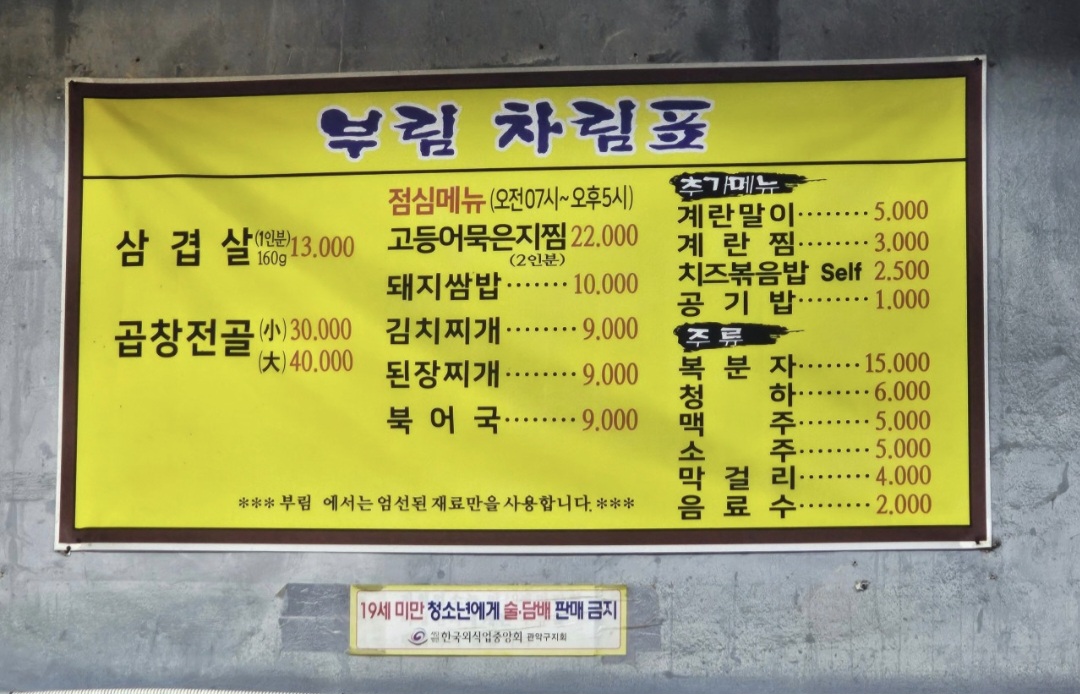 부림 차림표
삼겹살(1인분)160g 13.000
곱창전골 (小) 30.000
(大) 40.000
점심메뉴 (오전07시~오후5시)
고등어묵은지찜 22.000
(2인분)
돼지쌈밥 ······· 10.000
김치찌개 ········ 9.000
된장찌개 ········ 9.000
북어국 ········ 9.000
추가메뉴
계란말이 ········ 5.000
계란찜 ········ 3.000
치즈볶음밥 Self 2.500
공기밥 ········ 1.000
주류
복분자 ······· 15.000
청하 ········ 6.000
맥주 ········ 5.000
소주 ········ 5.000
막걸리 ········ 4.000
음료수 ········ 2.000
*** 부림 에서는 엄선된 재료만을 사용합니다. ***
19세 미만 청소년에게 술·담배 판매 금지
한국외식업중앙회 관악구지회